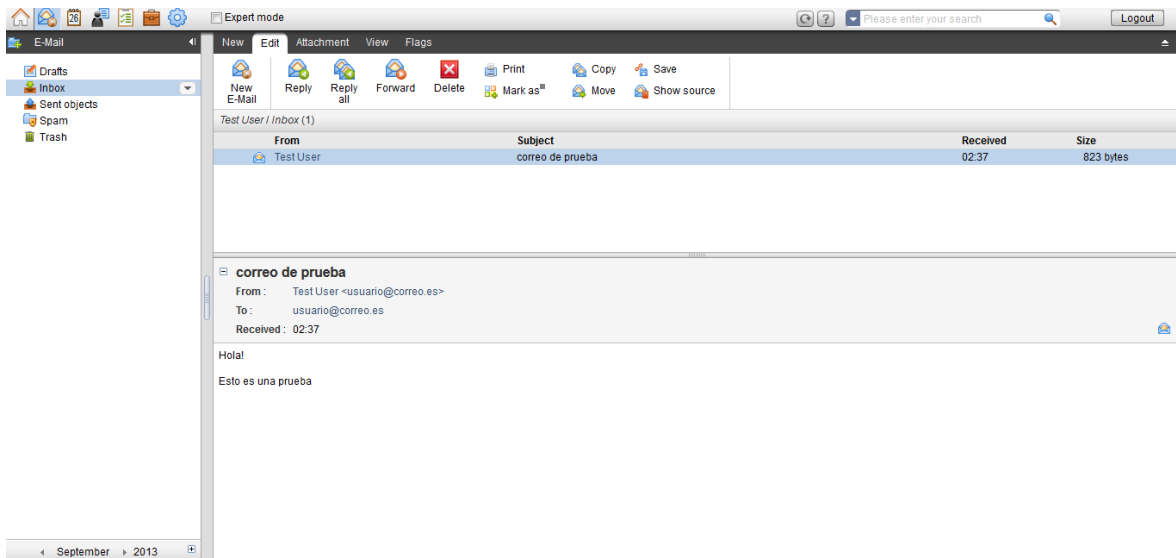 26 Expert mode Please enter your search Logout
E-Mail New Edit Attachment View Flags
Drafts
Inbox
Sent objects
Spam
Trash
New E-Mail Reply Reply all Forward Delete
Print Copy Save
Mark as Move Show source
Test User / Inbox (1)
From Subject Received Size
Test User correo de prueba 02:37 823 bytes
correo de prueba
From : Test User <usuario@correo.es>
To : usuario@correo.es
Received : 02:37
Hola!
Esto es una prueba
September 2013